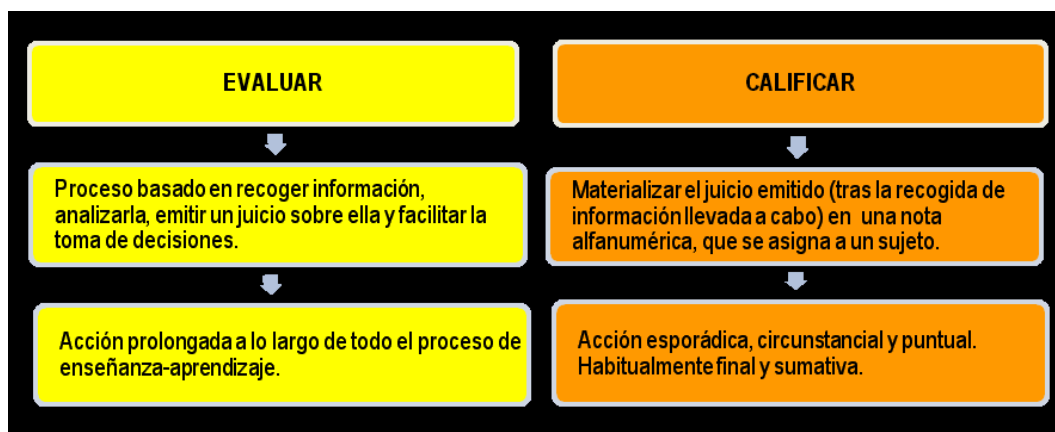 EVALUAR
Proceso basado en recoger información,
analizarla, emitir un juicio sobre ella y facilitar la
toma de decisiones.
Acción prolongada a lo largo de todo el proceso de
enseñanza-aprendizaje.
CALIFICAR
Materializar el juicio emitido (tras la recogida de
información llevada a cabo) en una nota
alfanumérica, que se asigna a un sujeto.
Acción esporádica, circunstancial y puntual.
Habitualmente final y sumativa.